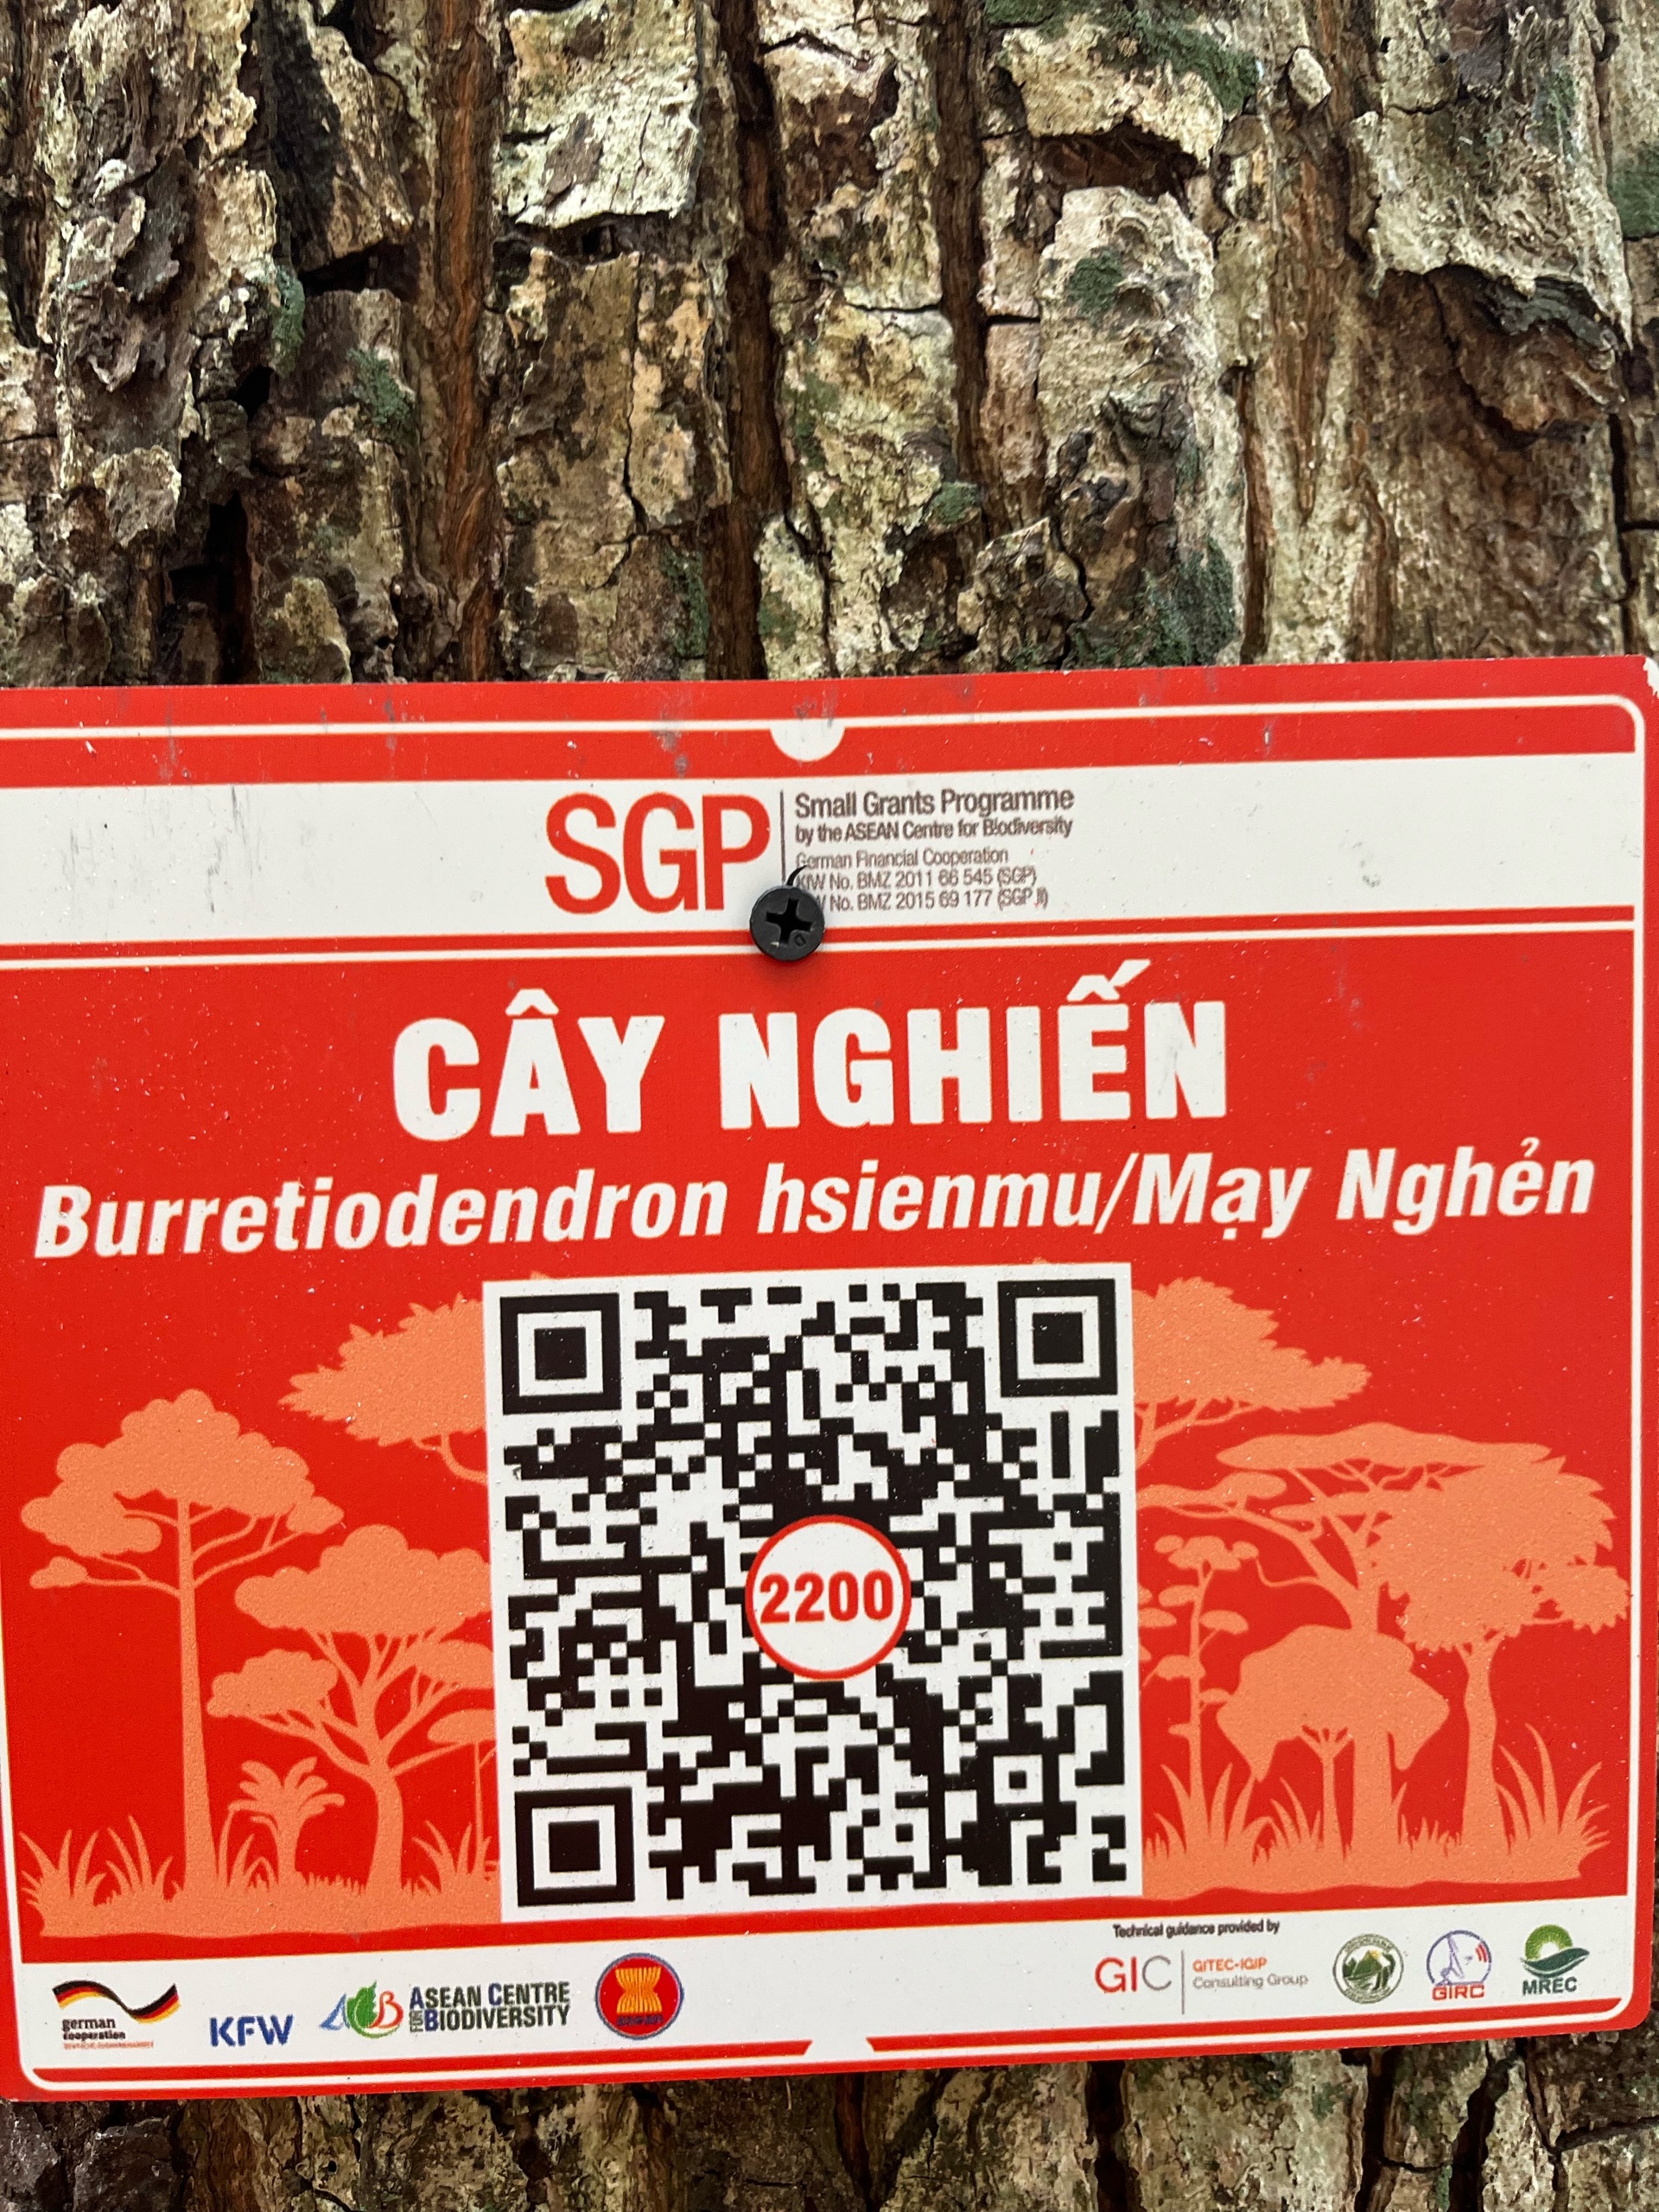 SGP
Small Grants Programme
by the ASEAN Centre for Biodiversity
German Financial Cooperation
KfW No. BMZ 2011 66 545 (SGP)
No. BMZ 2015 69 177 (SGP II)
CÂY NGHIẾN
Burretiodendron hsienmu/Mạy Nghẻn
2200
Technical guidance provided by
german
cooperation
KFW
ACB
ASEAN CENTRE
FOR BIODIVERSITY
GIC
GITEC-IGIP
Consulting Group
GIRC
MREC